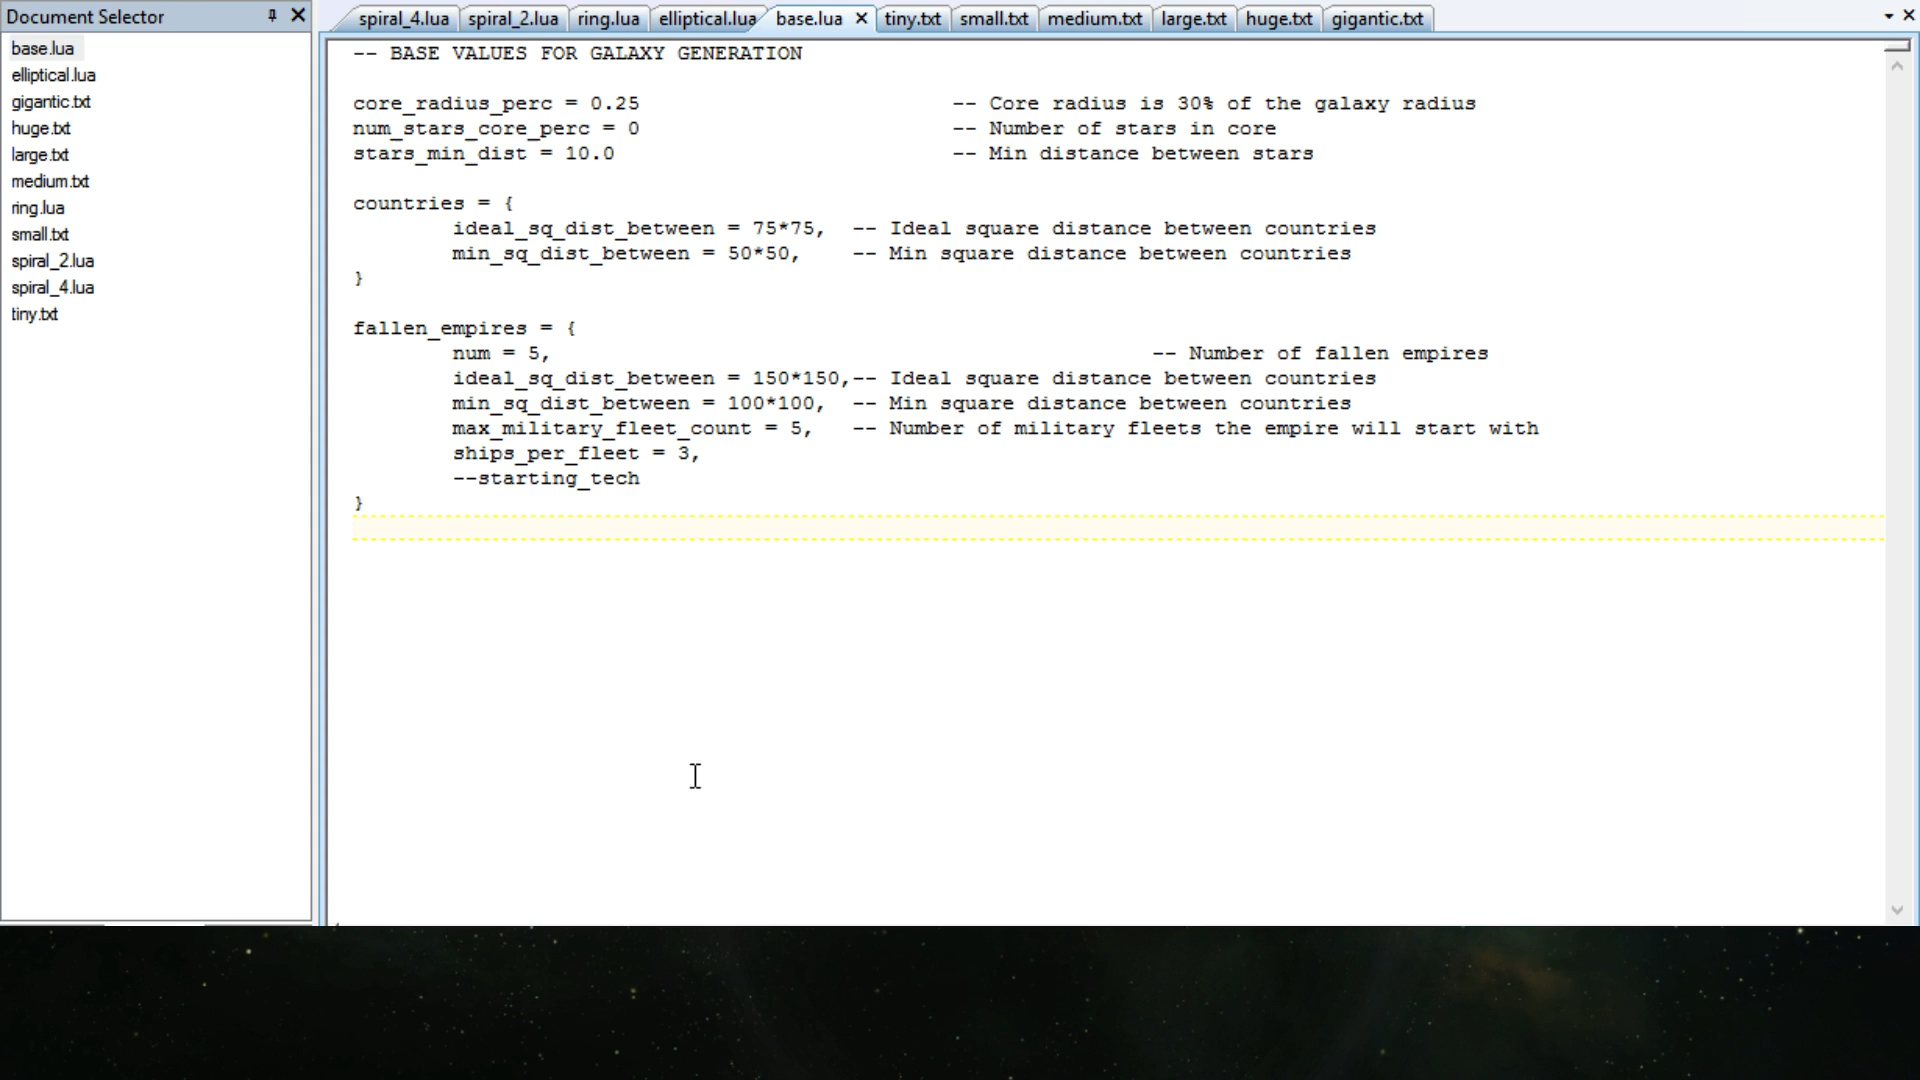 Document Selector
spiral_4.lua spiral_2.lua ring.lua elliptical.lua base.lua tiny.txt small.txt medium.txt large.txt huge.txt gigantic.txt
base.lua
elliptical.lua
gigantic.txt
huge.txt
large.txt
medium.txt
ring.lua
small.txt
spiral_2.lua
spiral_4.lua
tiny.txt
-- BASE VALUES FOR GALAXY GENERATION
core_radius_perc = 0.25 -- Core radius is 30% of the galaxy radius
num_stars_core_perc = 0 -- Number of stars in core
stars_min_dist = 10.0 -- Min distance between stars
countries = {
ideal_sq_dist_between = 75*75, -- Ideal square distance between countries
min_sq_dist_between = 50*50, -- Min square distance between countries
}
fallen_empires = {
num = 5, -- Number of fallen empires
ideal_sq_dist_between = 150*150,-- Ideal square distance between countries
min_sq_dist_between = 100*100, -- Min square distance between countries
max_military_fleet_count = 5, -- Number of military fleets the empire will start with
ships_per_fleet = 3,
--starting_tech
}